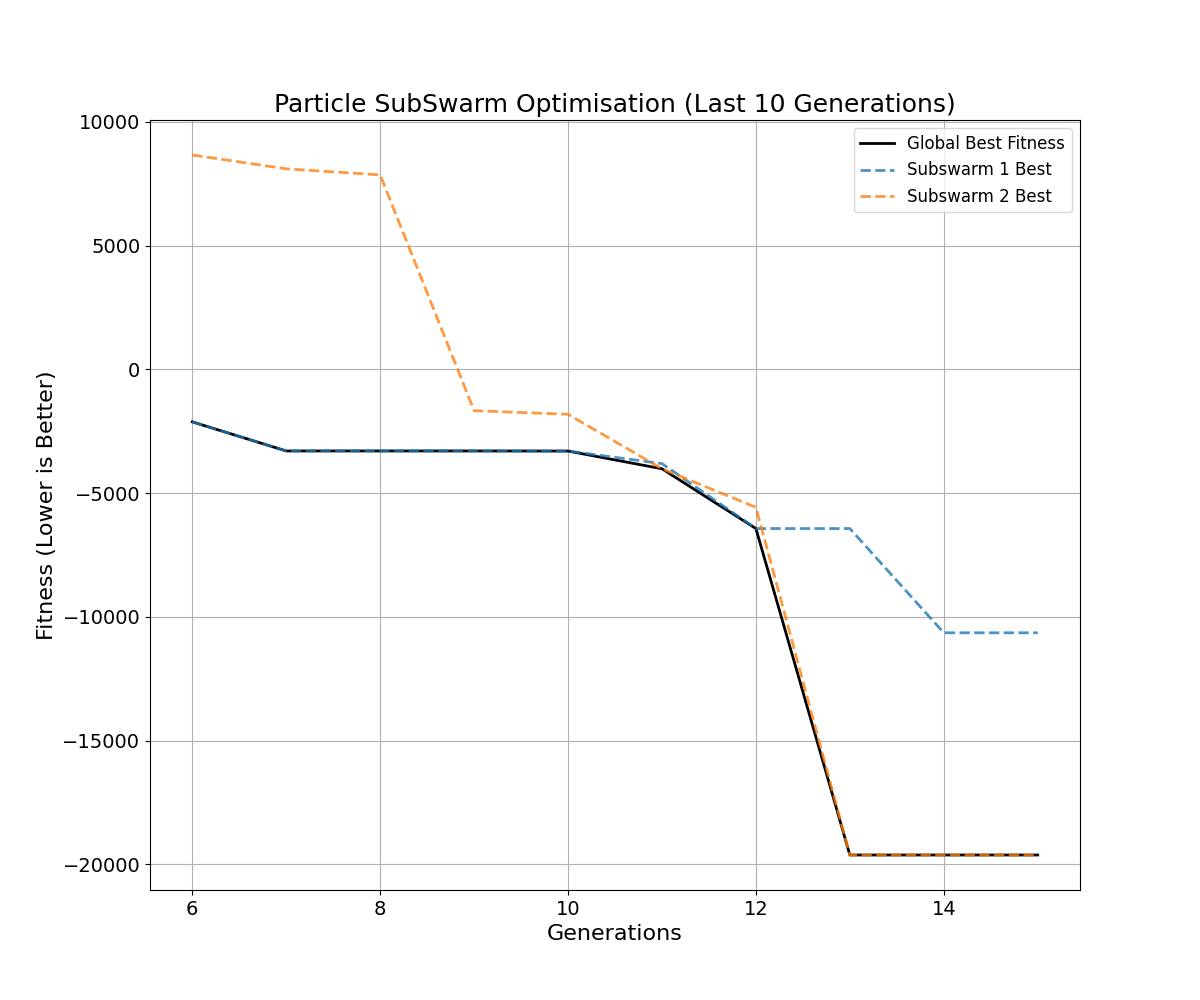 Particle SubSwarm Optimisation (Last 10 Generations)
10000
5000
0
−5000
−10000
−15000
−20000
Fitness (Lower is Better)
Global Best Fitness
Subswarm 1 Best
Subswarm 2 Best
6
8
10
12
14
Generations